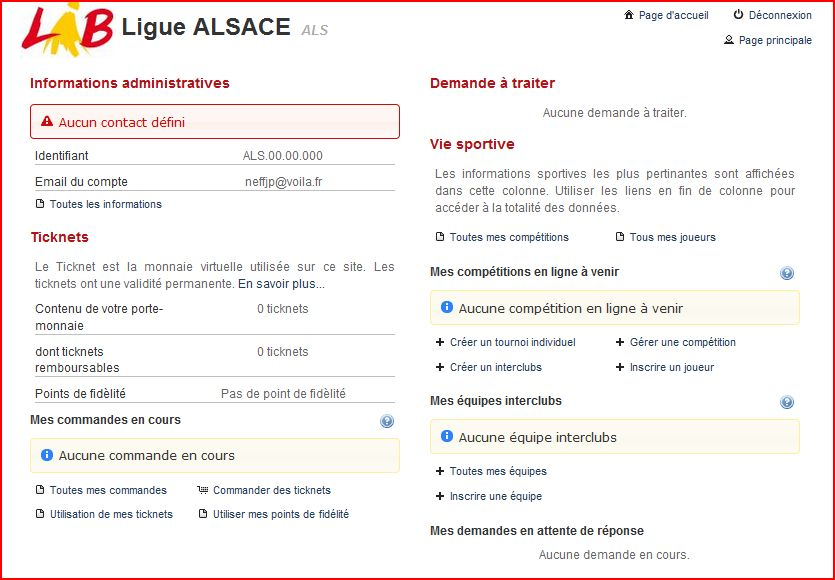 LAB Ligue ALSACE ALS
Page d'accueil
Déconnexion
Page principale
Informations administratives
Aucun contact défini
Identifiant ALS.00.00.000
Email du compte neffjp@voila.fr
Toutes les informations
Ticknets
Le Ticknet est la monnaie virtuelle utilisée sur ce site. Les
ticknets ont une validité permanente. En savoir plus...
Contenu de votre porte- 0 ticknets
monnaie
dont ticknets 0 ticknets
remboursables
Points de fidélité Pas de point de fidélité
Mes commandes en cours
Aucune commande en cours
Toutes mes commandes Commander des ticknets
Utilisation de mes ticknets Utiliser mes points de fidélité
Demande à traiter
Aucune demande à traiter.
Vie sportive
Les informations sportives les plus pertinantes sont affichées
dans cette colonne. Utiliser les liens en fin de colonne pour
accéder à la totalité des données.
Toutes mes compétitions Tous mes joueurs
Mes compétitions en ligne à venir
Aucune compétition en ligne à venir
Créer un tournoi individuel Gérer une compétition
Créer un interclubs Inscrire un joueur
Mes équipes interclubs
Aucune équipe interclubs
Toutes mes équipes
Inscrire une équipe
Mes demandes en attente de réponse
Aucune demande en cours.